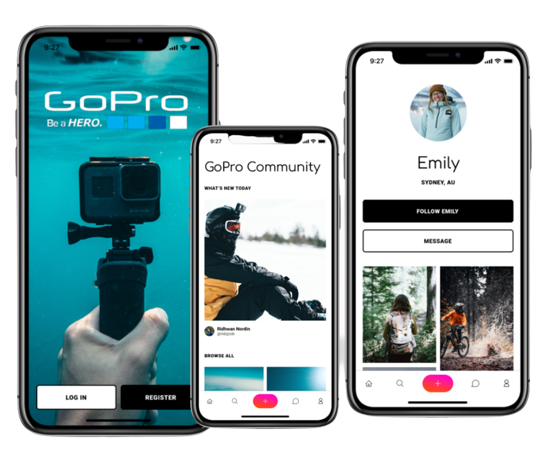 9:27
GoPro
Be a HERO.
LOG IN
REGISTER
9:27
GoPro Community
WHAT'S NEW TODAY
Ridhwan Nordin
BROWSE ALL
9:27
Emily
SYDNEY, AU
FOLLOW EMILY
MESSAGE